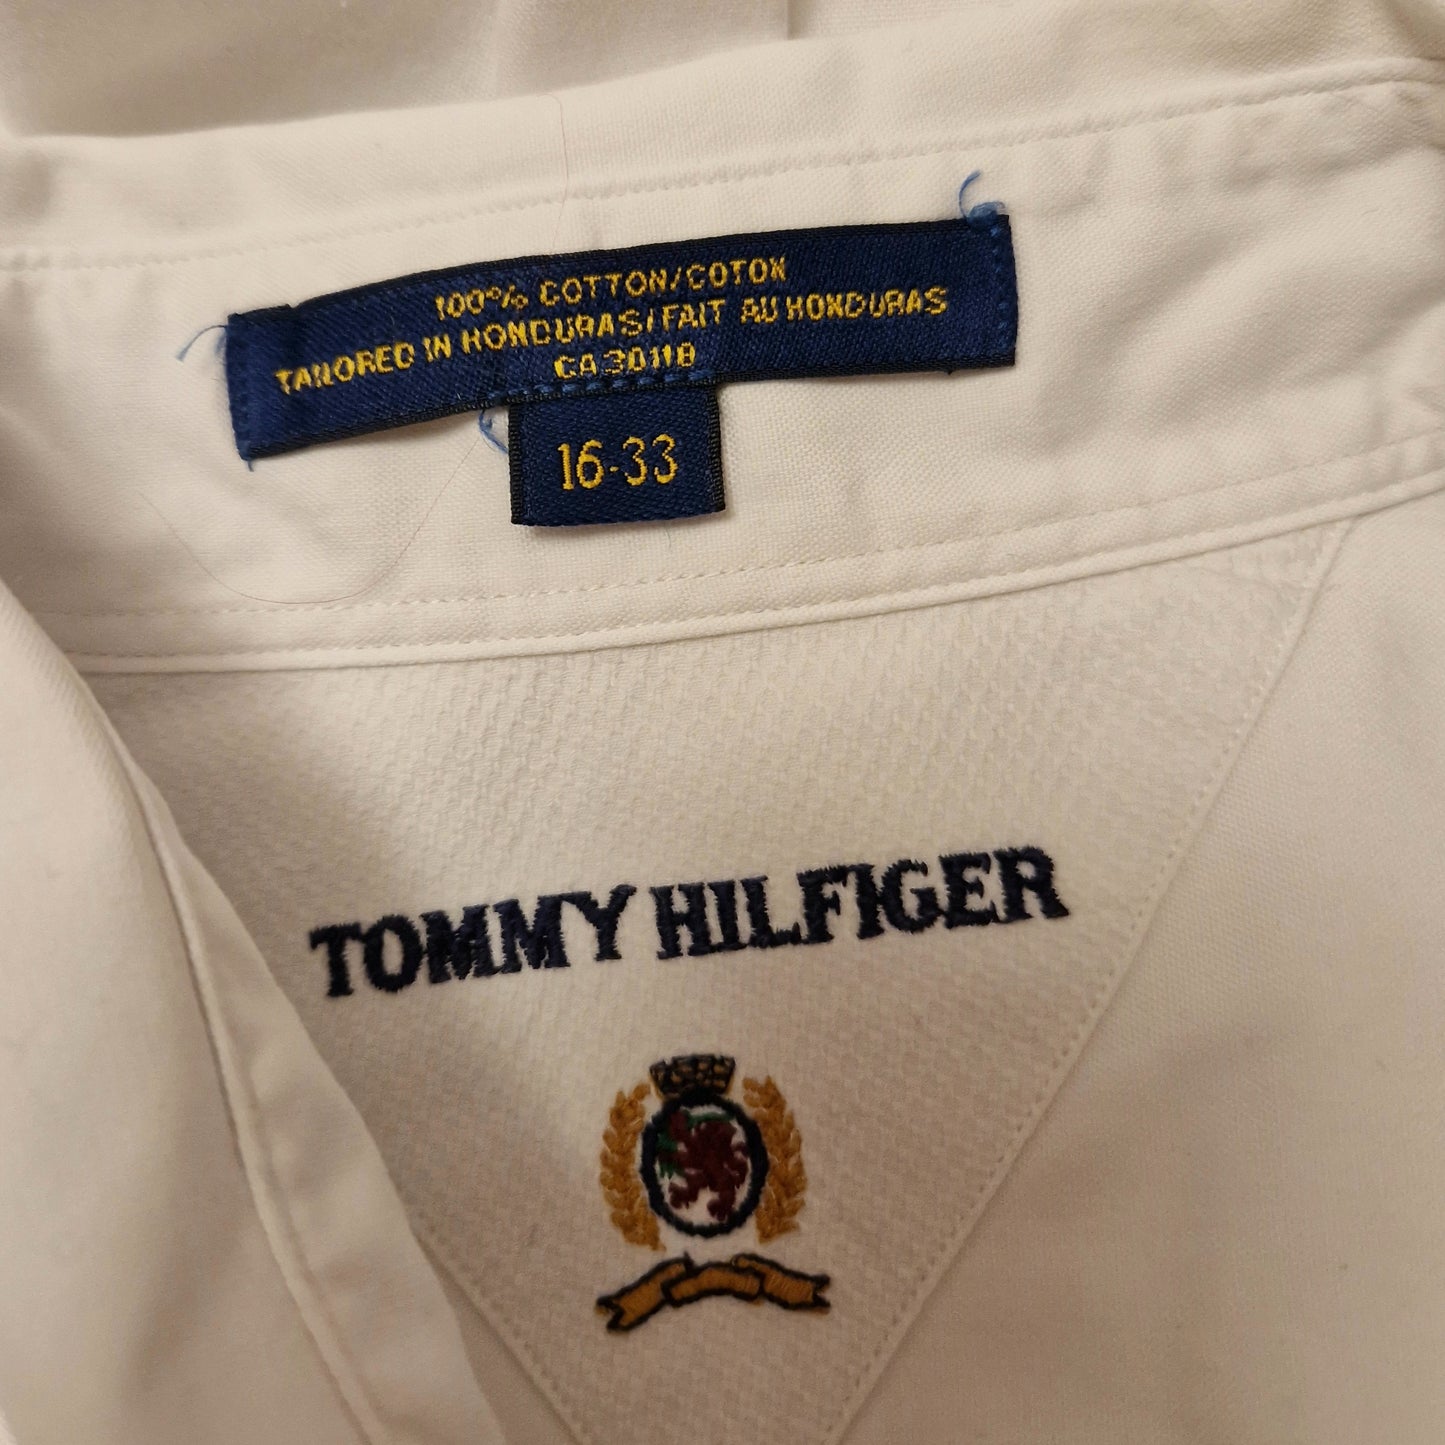 100% COTTON/COTON
TAILORED IN HONDURAS/FAIT AU HONDURAS
CA30118
16-33
TOMMY HILFIGER